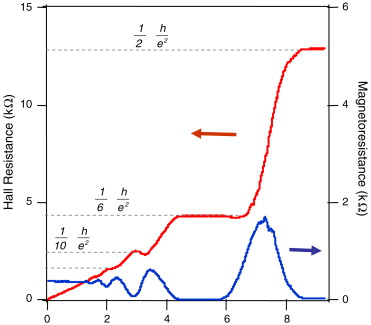 15
6
1 h
2 e²
10
4
Hall Resistance (kΩ)
Magnetoresistance (kΩ)
1 h
6 e²
5
2
1 h
10 e²
0
0
0 2 4 6 8